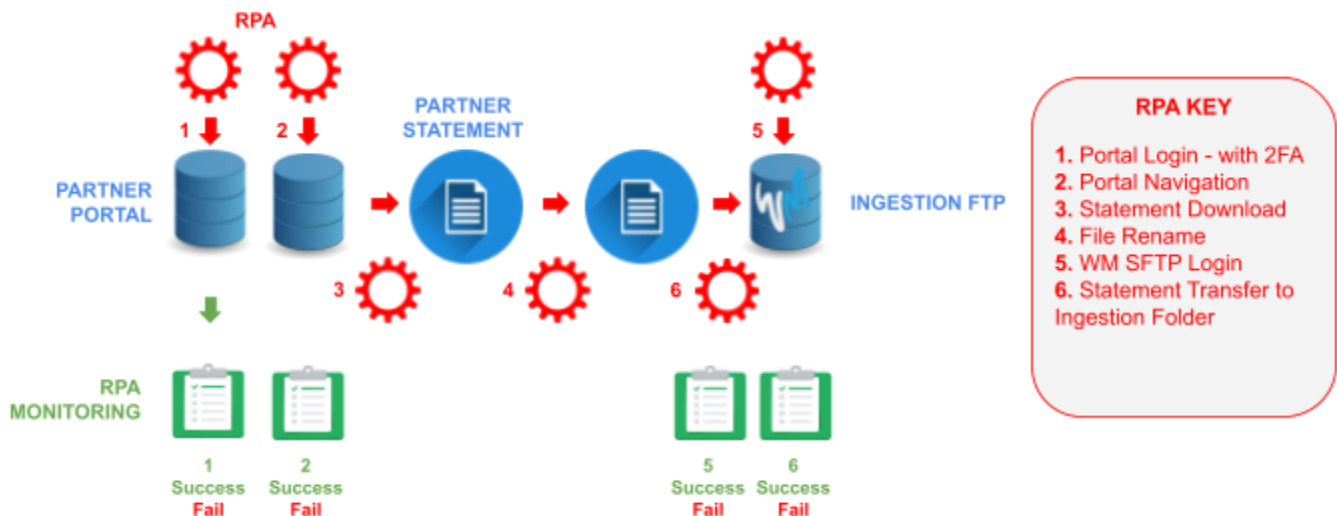 RPA
1
2
5
PARTNER
STATEMENT
PARTNER
PORTAL
WM
INGESTION FTP
3
4
6
RPA
MONITORING
1
Success
Fail
2
Success
Fail
5
Success
Fail
6
Success
Fail
RPA KEY
1. Portal Login - with 2FA
2. Portal Navigation
3. Statement Download
4. File Rename
5. WM SFTP Login
6. Statement Transfer to
Ingestion Folder